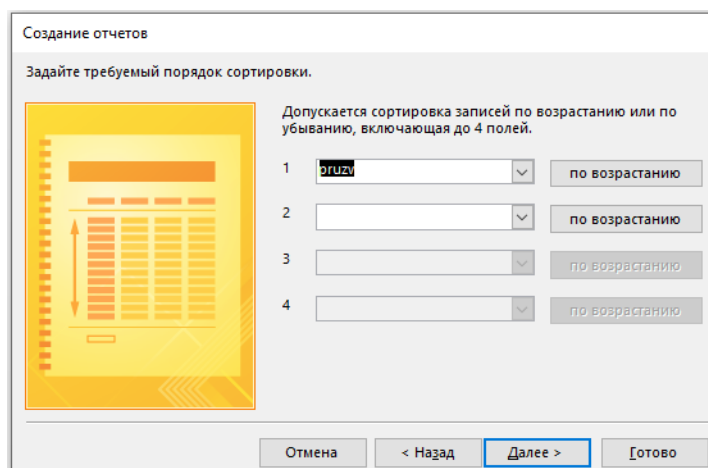 Создание отчетов
Задайте требуемый порядок сортировки.
Допускается сортировка записей по возрастанию или по
убыванию, включающая до 4 полей.
1 pruzv по возрастанию
2 по возрастанию
3 по возрастанию
4 по возрастанию
Отмена < Назад Далее > Готово